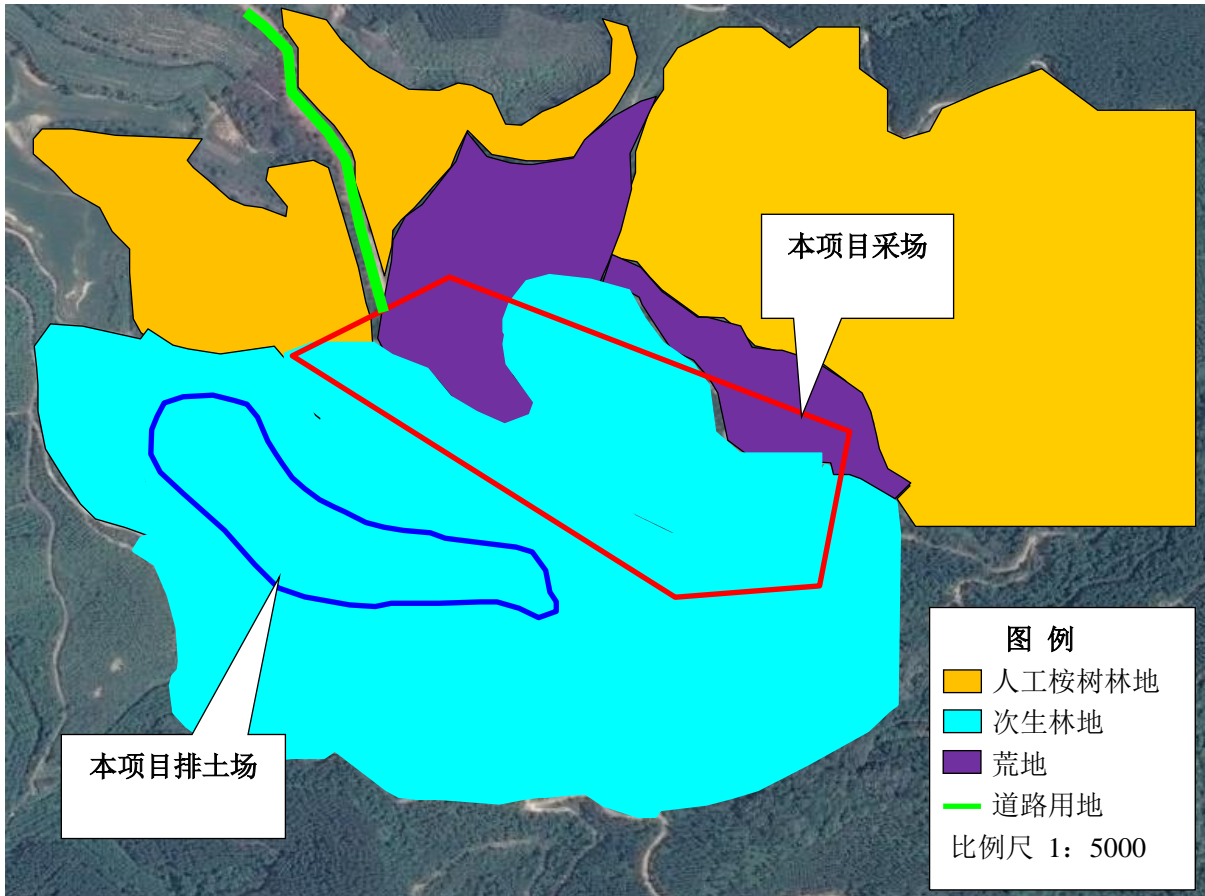 本项目采场
本项目排土场
图 例
人工桉树林地
次生林地
荒地
道路用地
比例尺 1：5000